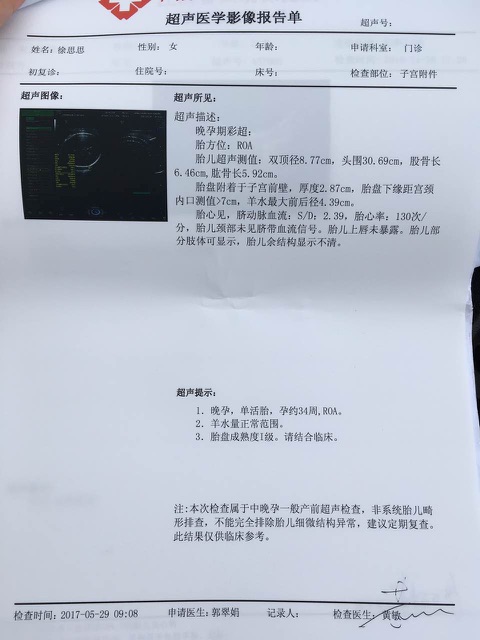 超声医学影像报告单
超声号:
姓名: 徐思思 性别: 女 年龄: 申请科室: 门诊
初复诊: 住院号: 床号: 检查部位: 子宫附件
超声图像: 超声所见:
超声描述:
晚孕期彩超:
胎方位: ROA
胎儿超声测值: 双顶径8.77cm, 头围30.69cm, 股骨长
6.46cm, 肱骨长5.92cm。
胎盘附着于子宫前壁, 厚度2.87cm, 胎盘下缘距宫颈
内口测值>7cm, 羊水最大前后径4.39cm。
胎心见, 脐动脉血流: S/D: 2.39, 胎心率: 130次/
分, 胎儿颈部未见脐带血流信号。胎儿上唇未暴露。胎儿部
分肢体可显示, 胎儿余结构显示不清。
超声提示:
1. 晚孕, 单活胎, 孕约34周, ROA。
2. 羊水量正常范围。
3. 胎盘成熟度I级。请结合临床。
注: 本次检查属于中晚孕一般产前超声检查, 非系统胎儿畸
形排查, 不能完全排除胎儿细微结构异常, 建议定期复查。
此结果仅供临床参考。
检查时间: 2017-05-29 09:08 申请医生: 郭翠娟 记录人: 检查医生: 黄敏